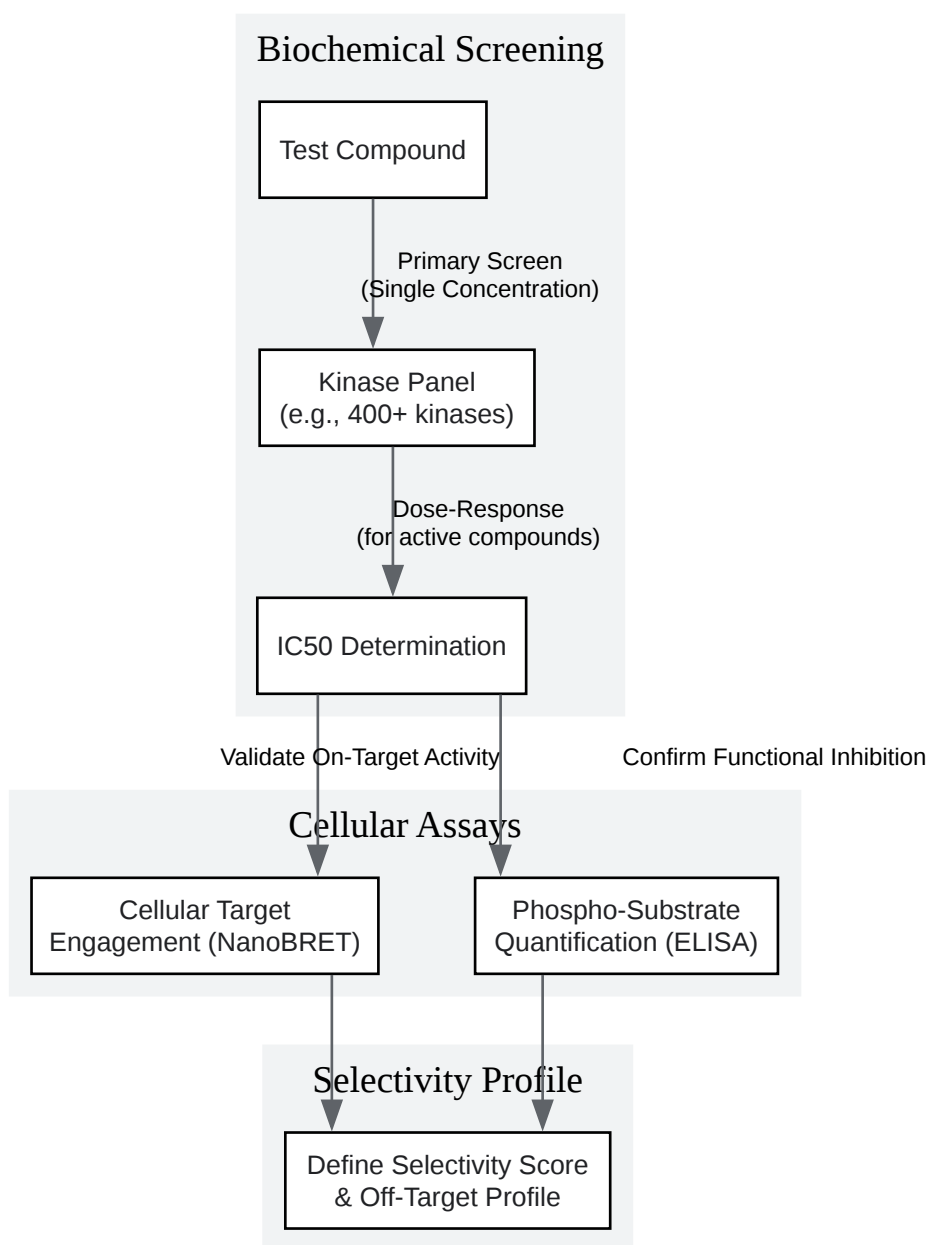 Biochemical Screening
Test Compound
Primary Screen
(Single Concentration)
Kinase Panel
(e.g., 400+ kinases)
Dose-Response
(for active compounds)
IC50 Determination
Validate On-Target Activity
Confirm Functional Inhibition
Cellular Assays
Cellular Target
Engagement (NanoBRET)
Phospho-Substrate
Quantification (ELISA)
Selectivity Profile
Define Selectivity Score
& Off-Target Profile